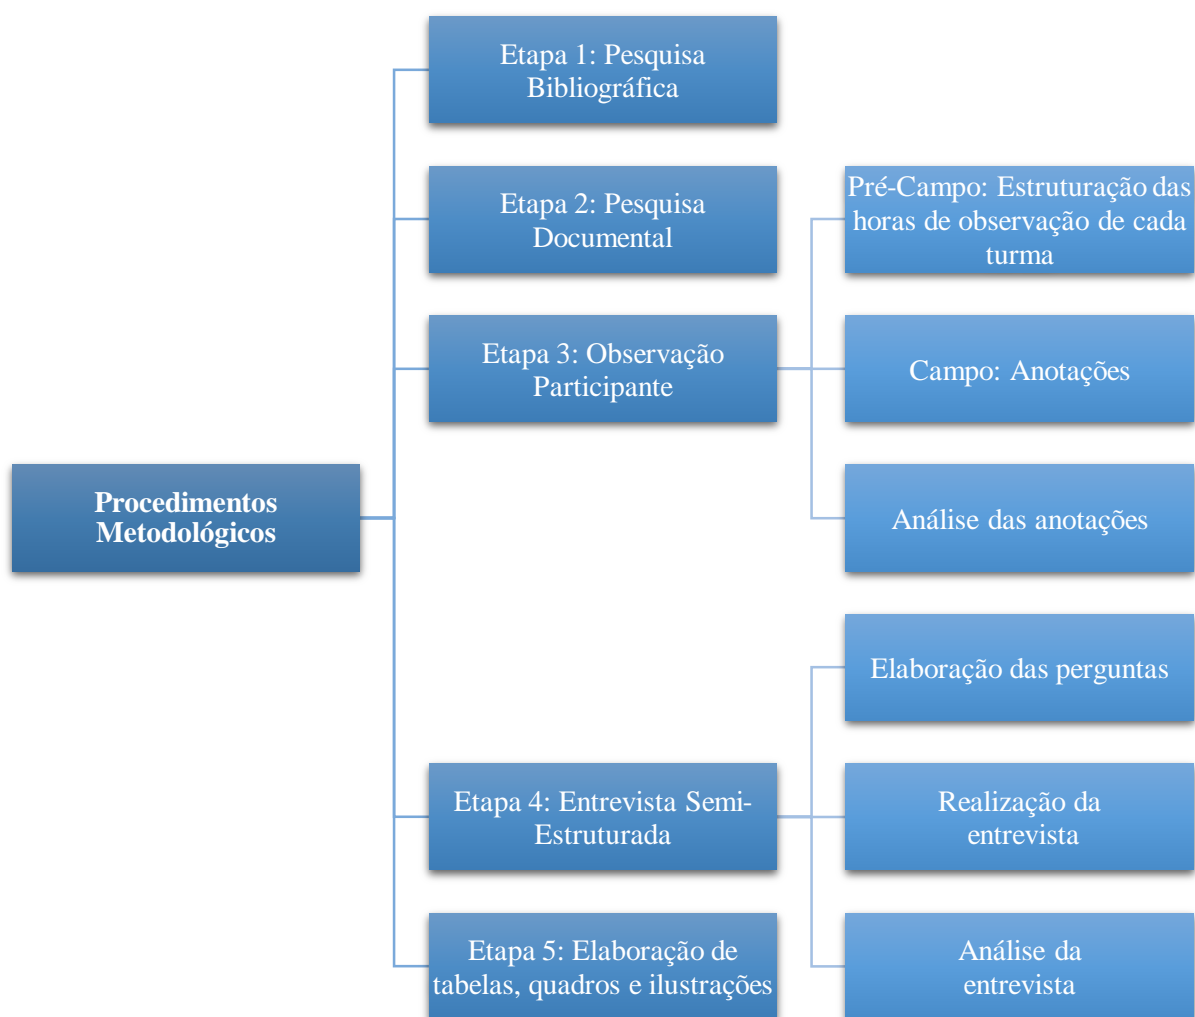 Procedimentos
Metodológicos
Etapa 1: Pesquisa
Bibliográfica
Etapa 2: Pesquisa
Documental
Etapa 3: Observação
Participante
Pré-Campo: Estruturação das
horas de observação de cada
turma
Campo: Anotações
Análise das anotações
Etapa 4: Entrevista Semi-
Estruturada
Elaboração das perguntas
Realização da
entrevista
Análise da
entrevista
Etapa 5: Elaboração de
tabelas, quadros e ilustrações